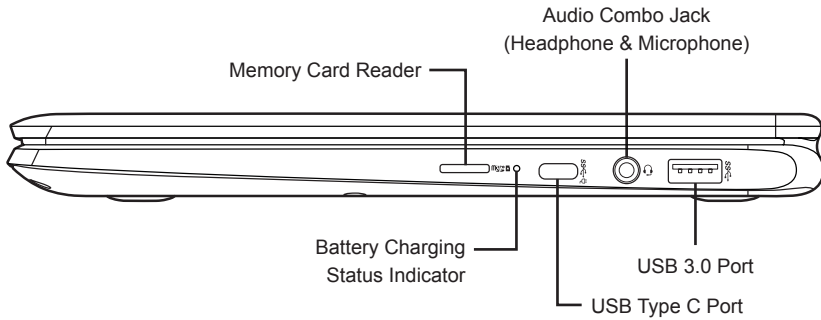 Audio Combo Jack
(Headphone & Microphone)
Memory Card Reader
Battery Charging
Status Indicator
USB 3.0 Port
USB Type C Port